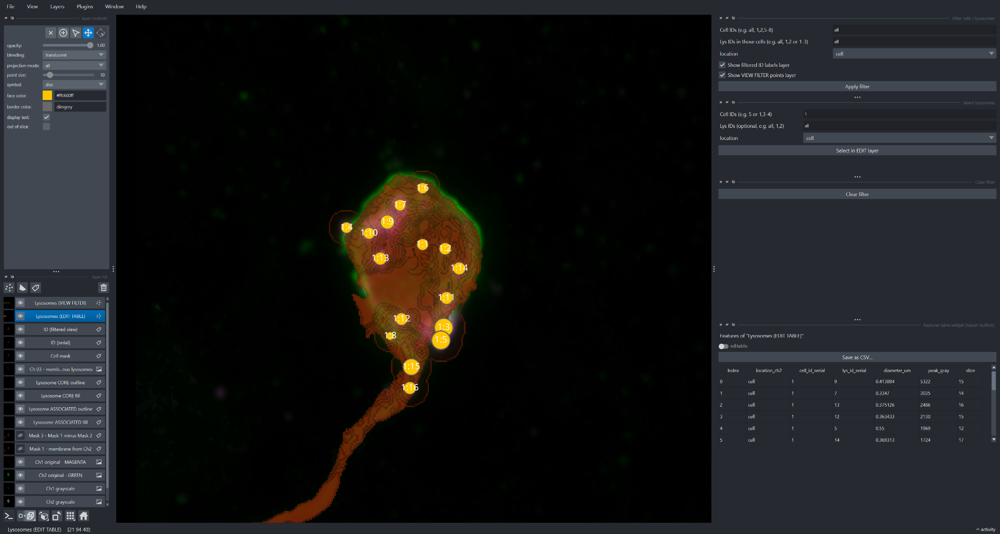 File View Layers Plugins Window Help
layer controls
opacity: 1.00
blending: translucent
projection mode: all
point size: 10
symbol: disc
face color: #ffc600ff
border color: dimgrey
display text:
out of slice:
layer list
Lysosomes (VIEW FILTER)
Lysosomes (EDIT TABLE)
ID (filtered view)
ID (serial)
Cell mask
Ch 03 - memb...nus lysosomes
Lysosome CORE outline
Lysosome CORE fill
Lysosome ASSOCIATED outline
Lysosome ASSOCIATED fill
Mask 3 - Mask 1 minus Mask 2
Mask 1 - membrane from Ch2
Ch1 original - MAGENTA
Ch2 original - GREEN
Ch1 grayscale
Ch2 grayscale
Lysosomes (EDIT TABLE) [21 94 40]:
1:6
1:7
1:9
1:4
1:10
1:1
1:2
1:13
1:14
1:11
1:12
1:3
1:8
1:5
1:15
1:16
Filter cells / lysosomes
Cell IDs (e.g. all, 1,2,5-8) all
Lys IDs in those cells (e.g. all, 1,2 or 1-3) all
location cell
Show filtered ID labels layer
Show VIEW FILTER points layer
Apply filter
Select lysosomes
Cell IDs (e.g. 5 or 1,3-4) 1
Lys IDs (optional, e.g. all, 1,2) all
location cell
Select in EDIT layer
Clear filter
Clear filter
Features table widget (napari builtins)
Features of "Lysosomes (EDIT TABLE)"
editable.
Save as CSV...
Index location_ch2 cell_id_serial lys_id_serial diameter_um peak_gray slice
0 cell 1 9 0.413884 5322 15
1 cell 1 7 0.3347 3035 14
2 cell 1 13 0.375126 2486 16
3 cell 1 12 0.363433 2130 15
4 cell 1 5 0.55 1969 12
5 cell 1 14 0.369313 1724 17
activity